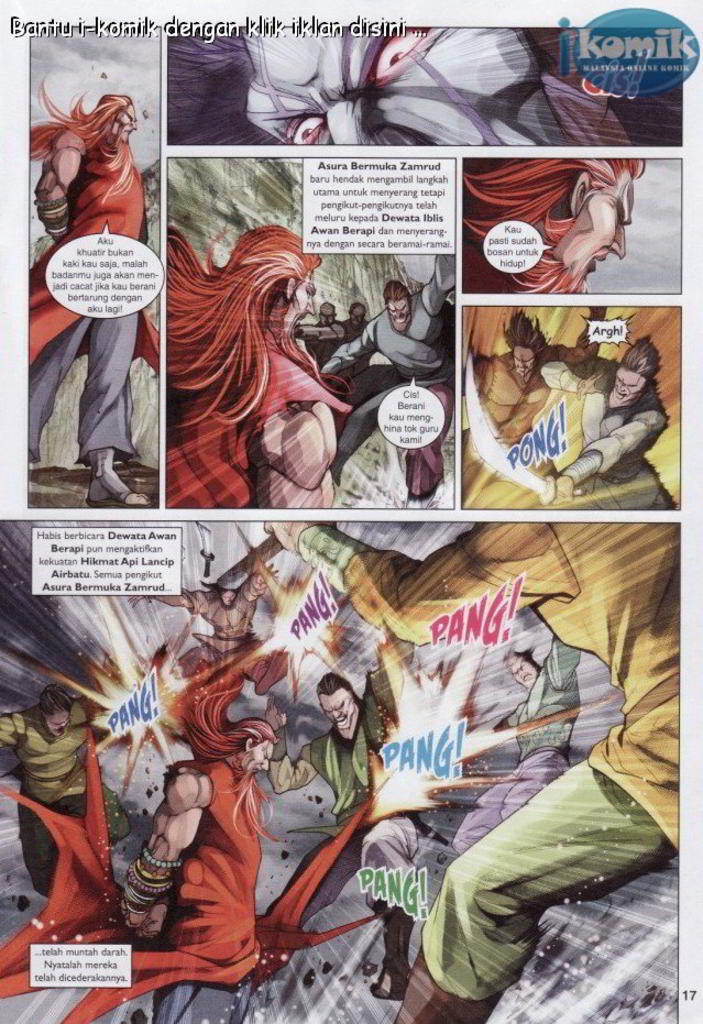 Bantu i-komik dengan klik iklan disini ...
ikomik
MALAYSIA ONLINE KOMIK
Cis!
Aku
khuatir bukan
kaki kau saja, malah
badanmu juga akan men-
jadi cacat jika kau berani
bertarung dengan
aku lagi!
Asura Bermuka Zamrud
baru hendak mengambil langkah
utama untuk menyerang tetapi
pengikut-pengikutnya telah
meluru kepada Dewata Iblis
Awan Berapi dan menyerang-
nya dengan secara beramai-ramai.
Kau
pasti sudah
bosan untuk
hidup!
Cis!
Berani
kau meng-
hina tok guru
kami!
Argh!
PONG!
Habis berbicara Dewata Awan
Berapi pun mengaktifkan
kekuatan Hikmat Api Lancip
Airbatu. Semua pengikut
Asura Bermuka Zamrud...
PANG!
PANG!
PANG!
PANG!
PANG!
...telah muntah darah.
Nyatalah mereka
telah dicederakannya.
17